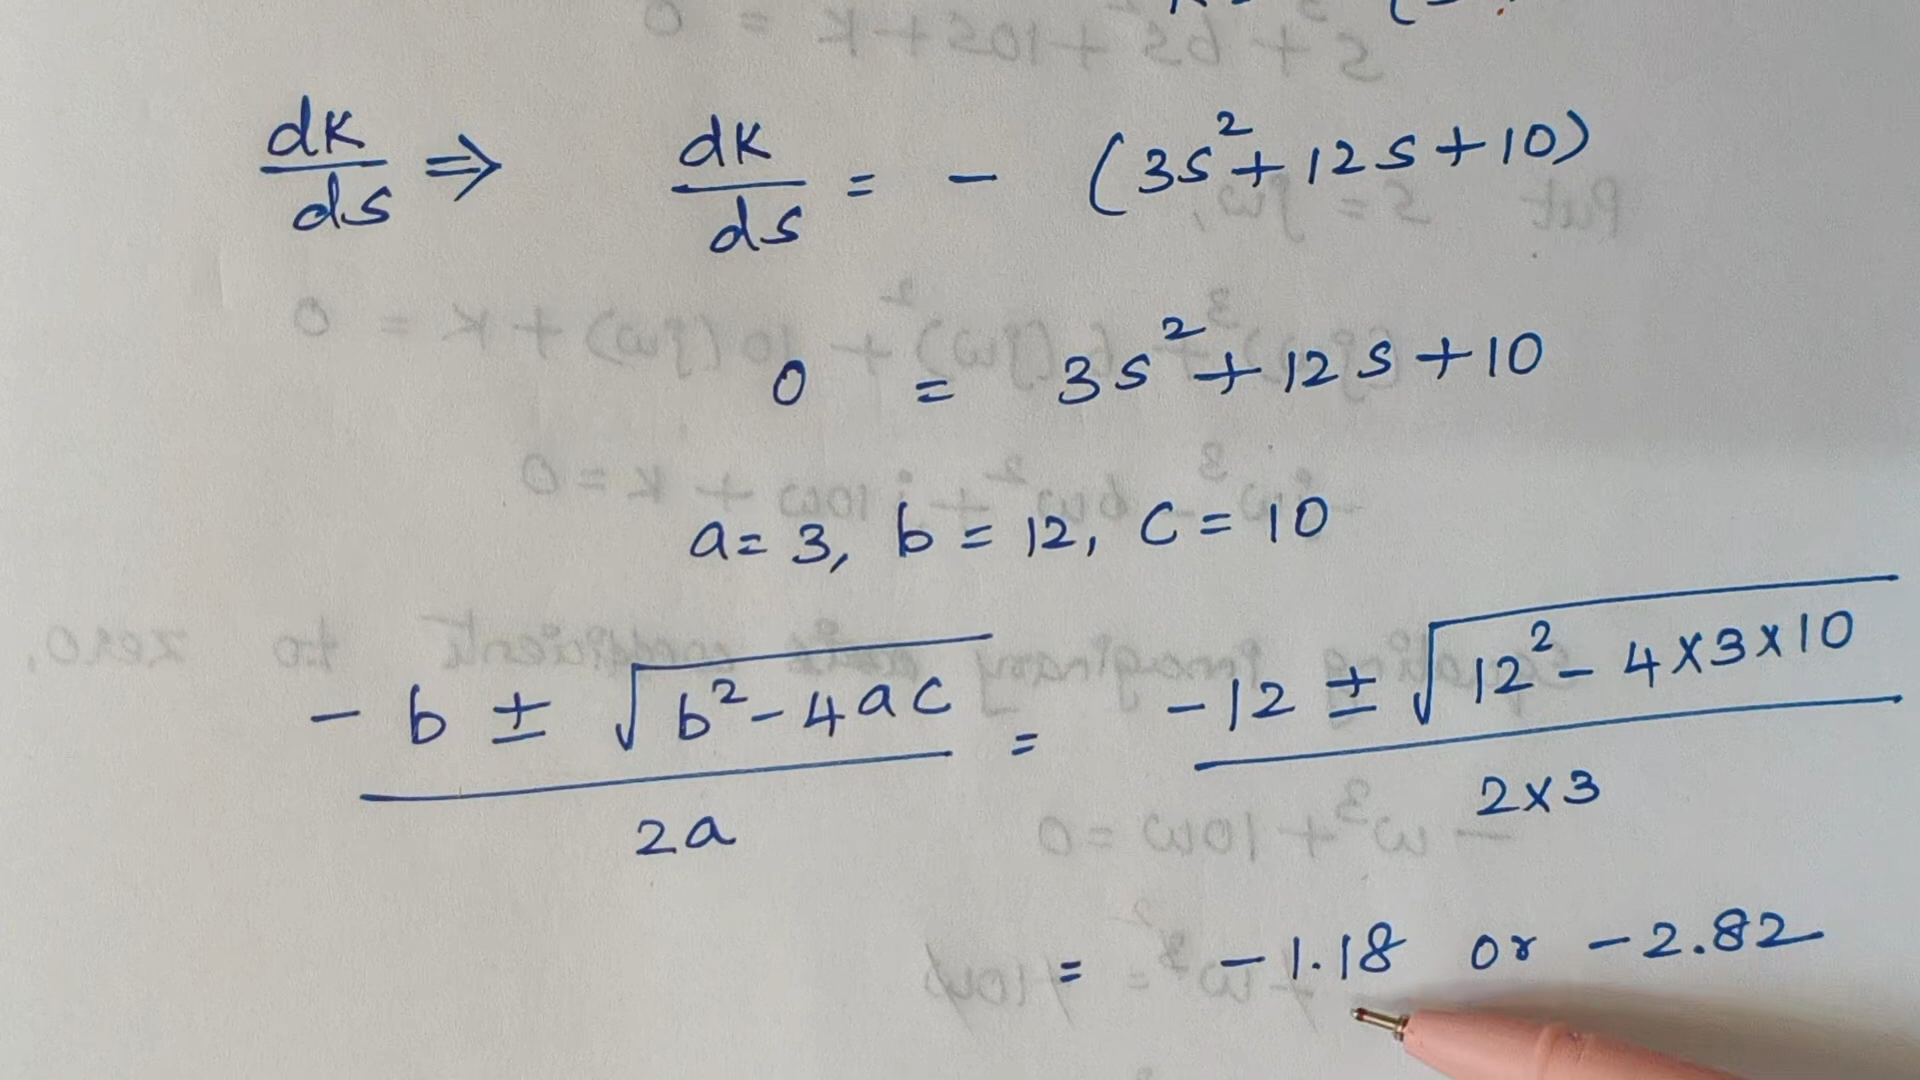 dK/ds ⇒ dK/ds = - (3s² + 12s + 10)
0 = 3s² + 12s + 10
a = 3, b = 12, C = 10
(- b ± √(b² - 4ac)) / 2a = (-12 ± √(12² - 4×3×10)) / (2×3)
= -1.18 or -2.82